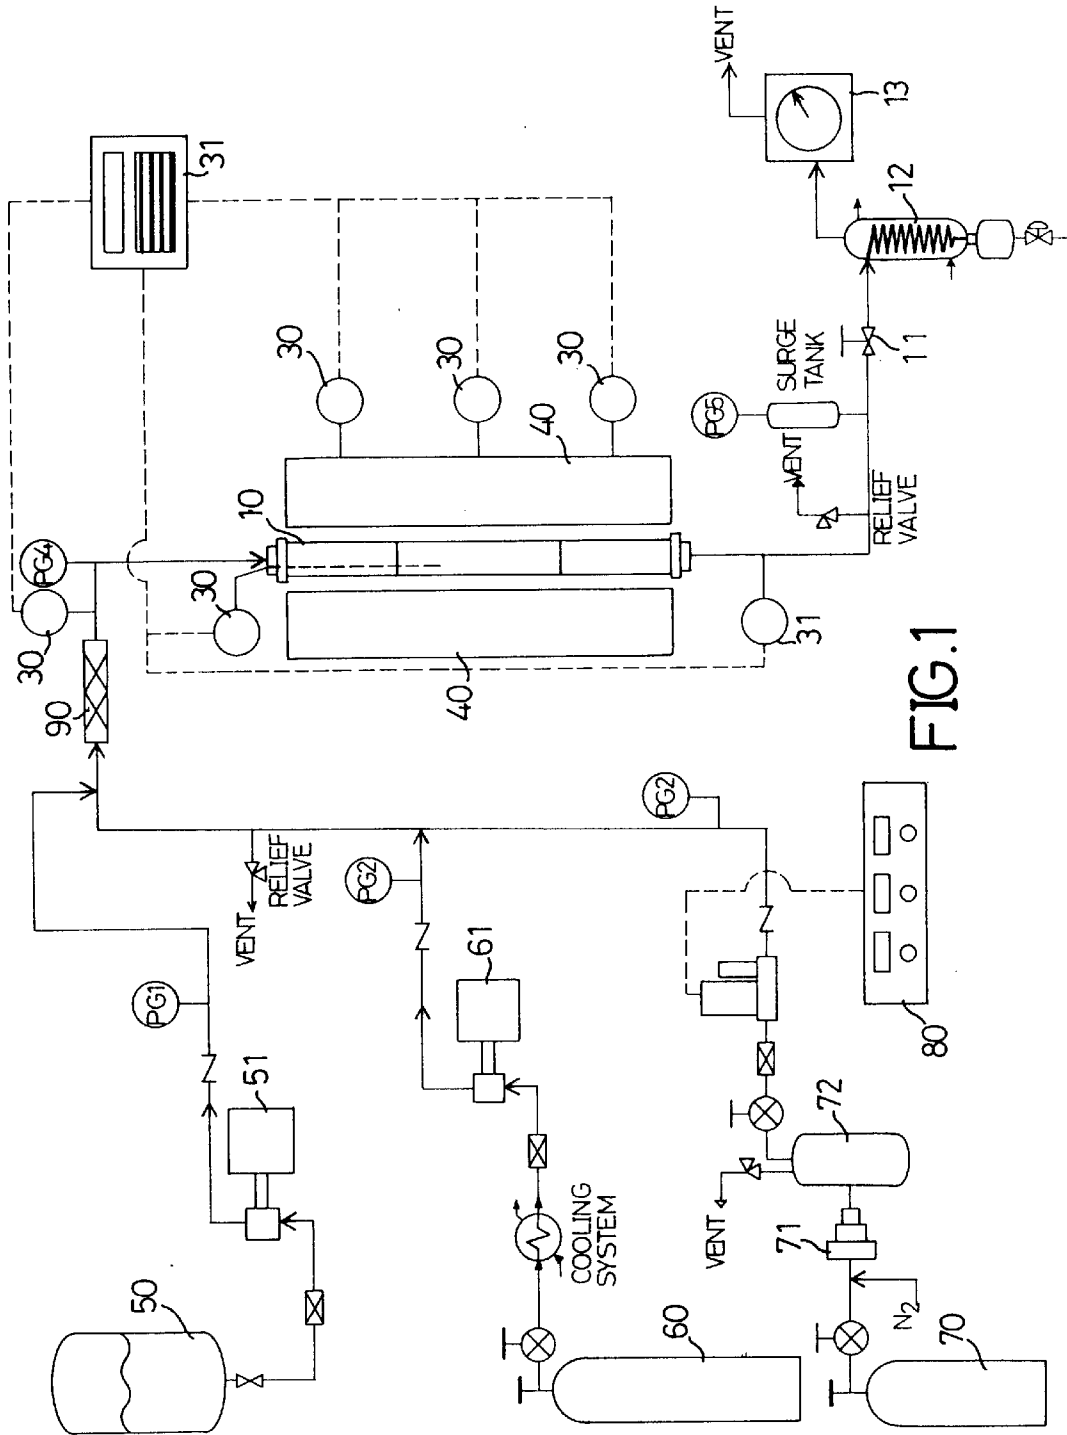 50
51
PG1
VENT
RELIEF
VALVE
60
COOLING
SYSTEM
61
PG2
70
N2
71
VENT
72
80
PG2
90
30
PG4
31
30
10
40
40
30
30
30
31
RELIEF
VALVE
VENT
PG5
SURGE
TANK
11
12
13
VENT
FIG.1